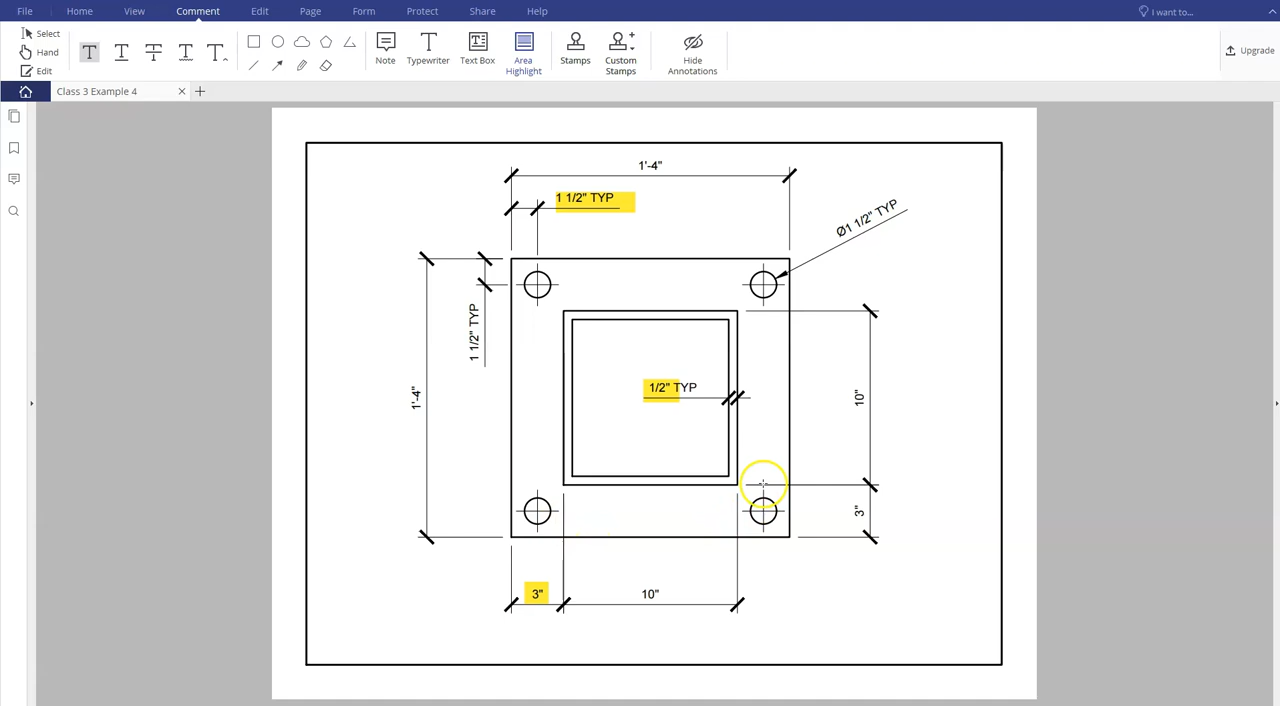 File Home View Comment Edit Page Form Protect Share Help I want to...
Select
Hand
Edit
T T T T T
Note Typewriter Text Box Area Highlight Stamps Custom Stamps Hide Annotations
Upgrade
Class 3 Example 4
1'-4"
1 1/2" TYP
Ø1 1/2" TYP
1 1/2" TYP
1/2" TYP
1'-4"
10"
3"
3"
10"